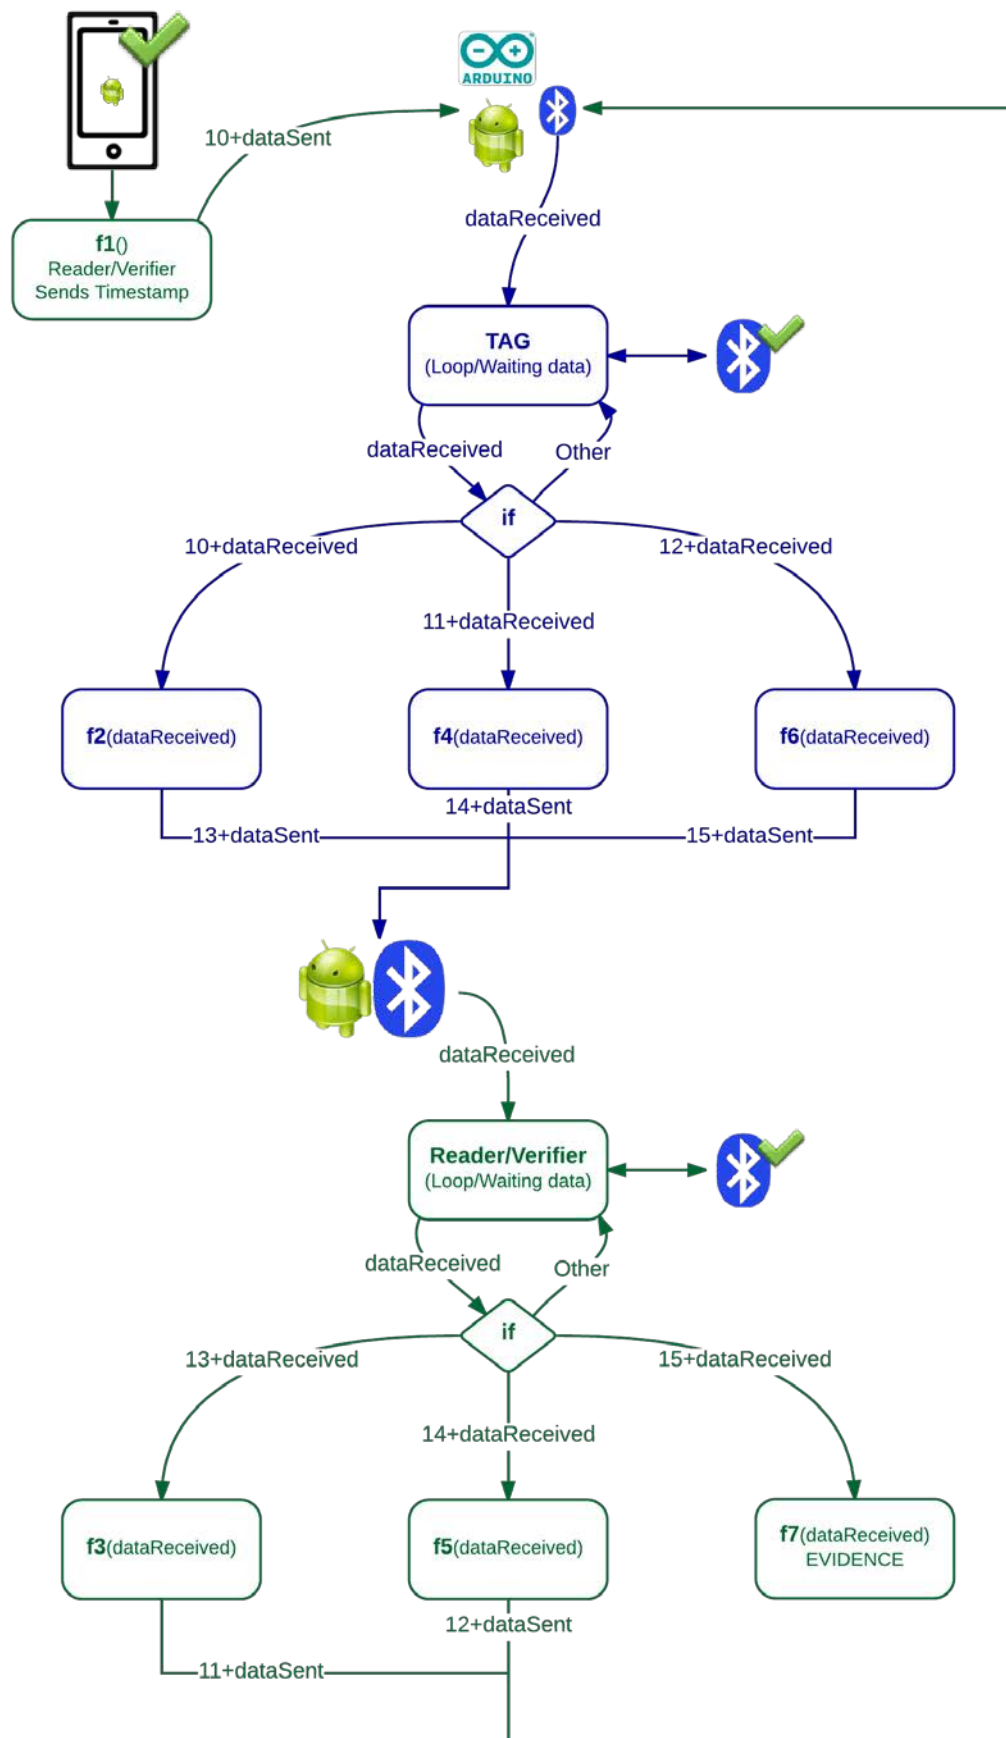 ARDUINO
10+dataSent
f1()
Reader/Verifier
Sends Timestamp
dataReceived
TAG
(Loop/Waiting data)
dataReceived
Other
if
10+dataReceived
12+dataReceived
11+dataReceived
f2(dataReceived)
f4(dataReceived)
f6(dataReceived)
14+dataSent
13+dataSent
15+dataSent
dataReceived
Reader/Verifier
(Loop/Waiting data)
dataReceived
Other
if
13+dataReceived
15+dataReceived
14+dataReceived
f3(dataReceived)
f5(dataReceived)
f7(dataReceived)
EVIDENCE
12+dataSent
11+dataSent